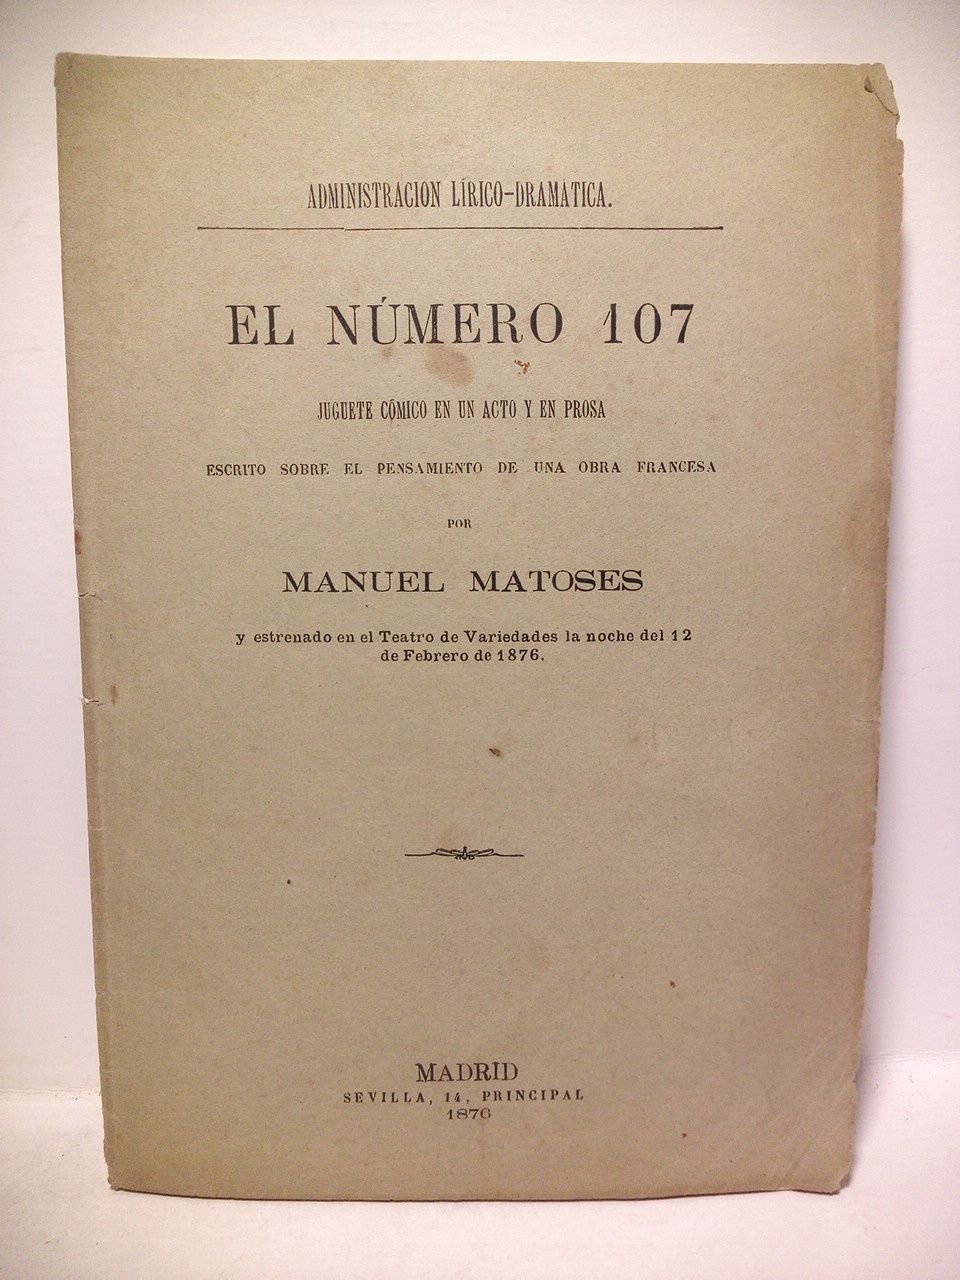 ADMINISTRACION LÍRICO-DRAMÁTICA.
EL NÚMERO 107
JUGUETE CÓMICO EN UN ACTO Y EN PROSA
ESCRITO SOBRE EL PENSAMIENTO DE UNA OBRA FRANCESA
POR
MANUEL MATOSES
y estrenado en el Teatro de Variedades la noche del 12
de Febrero de 1876.
MADRID
SEVILLA, 14, PRINCIPAL
1876